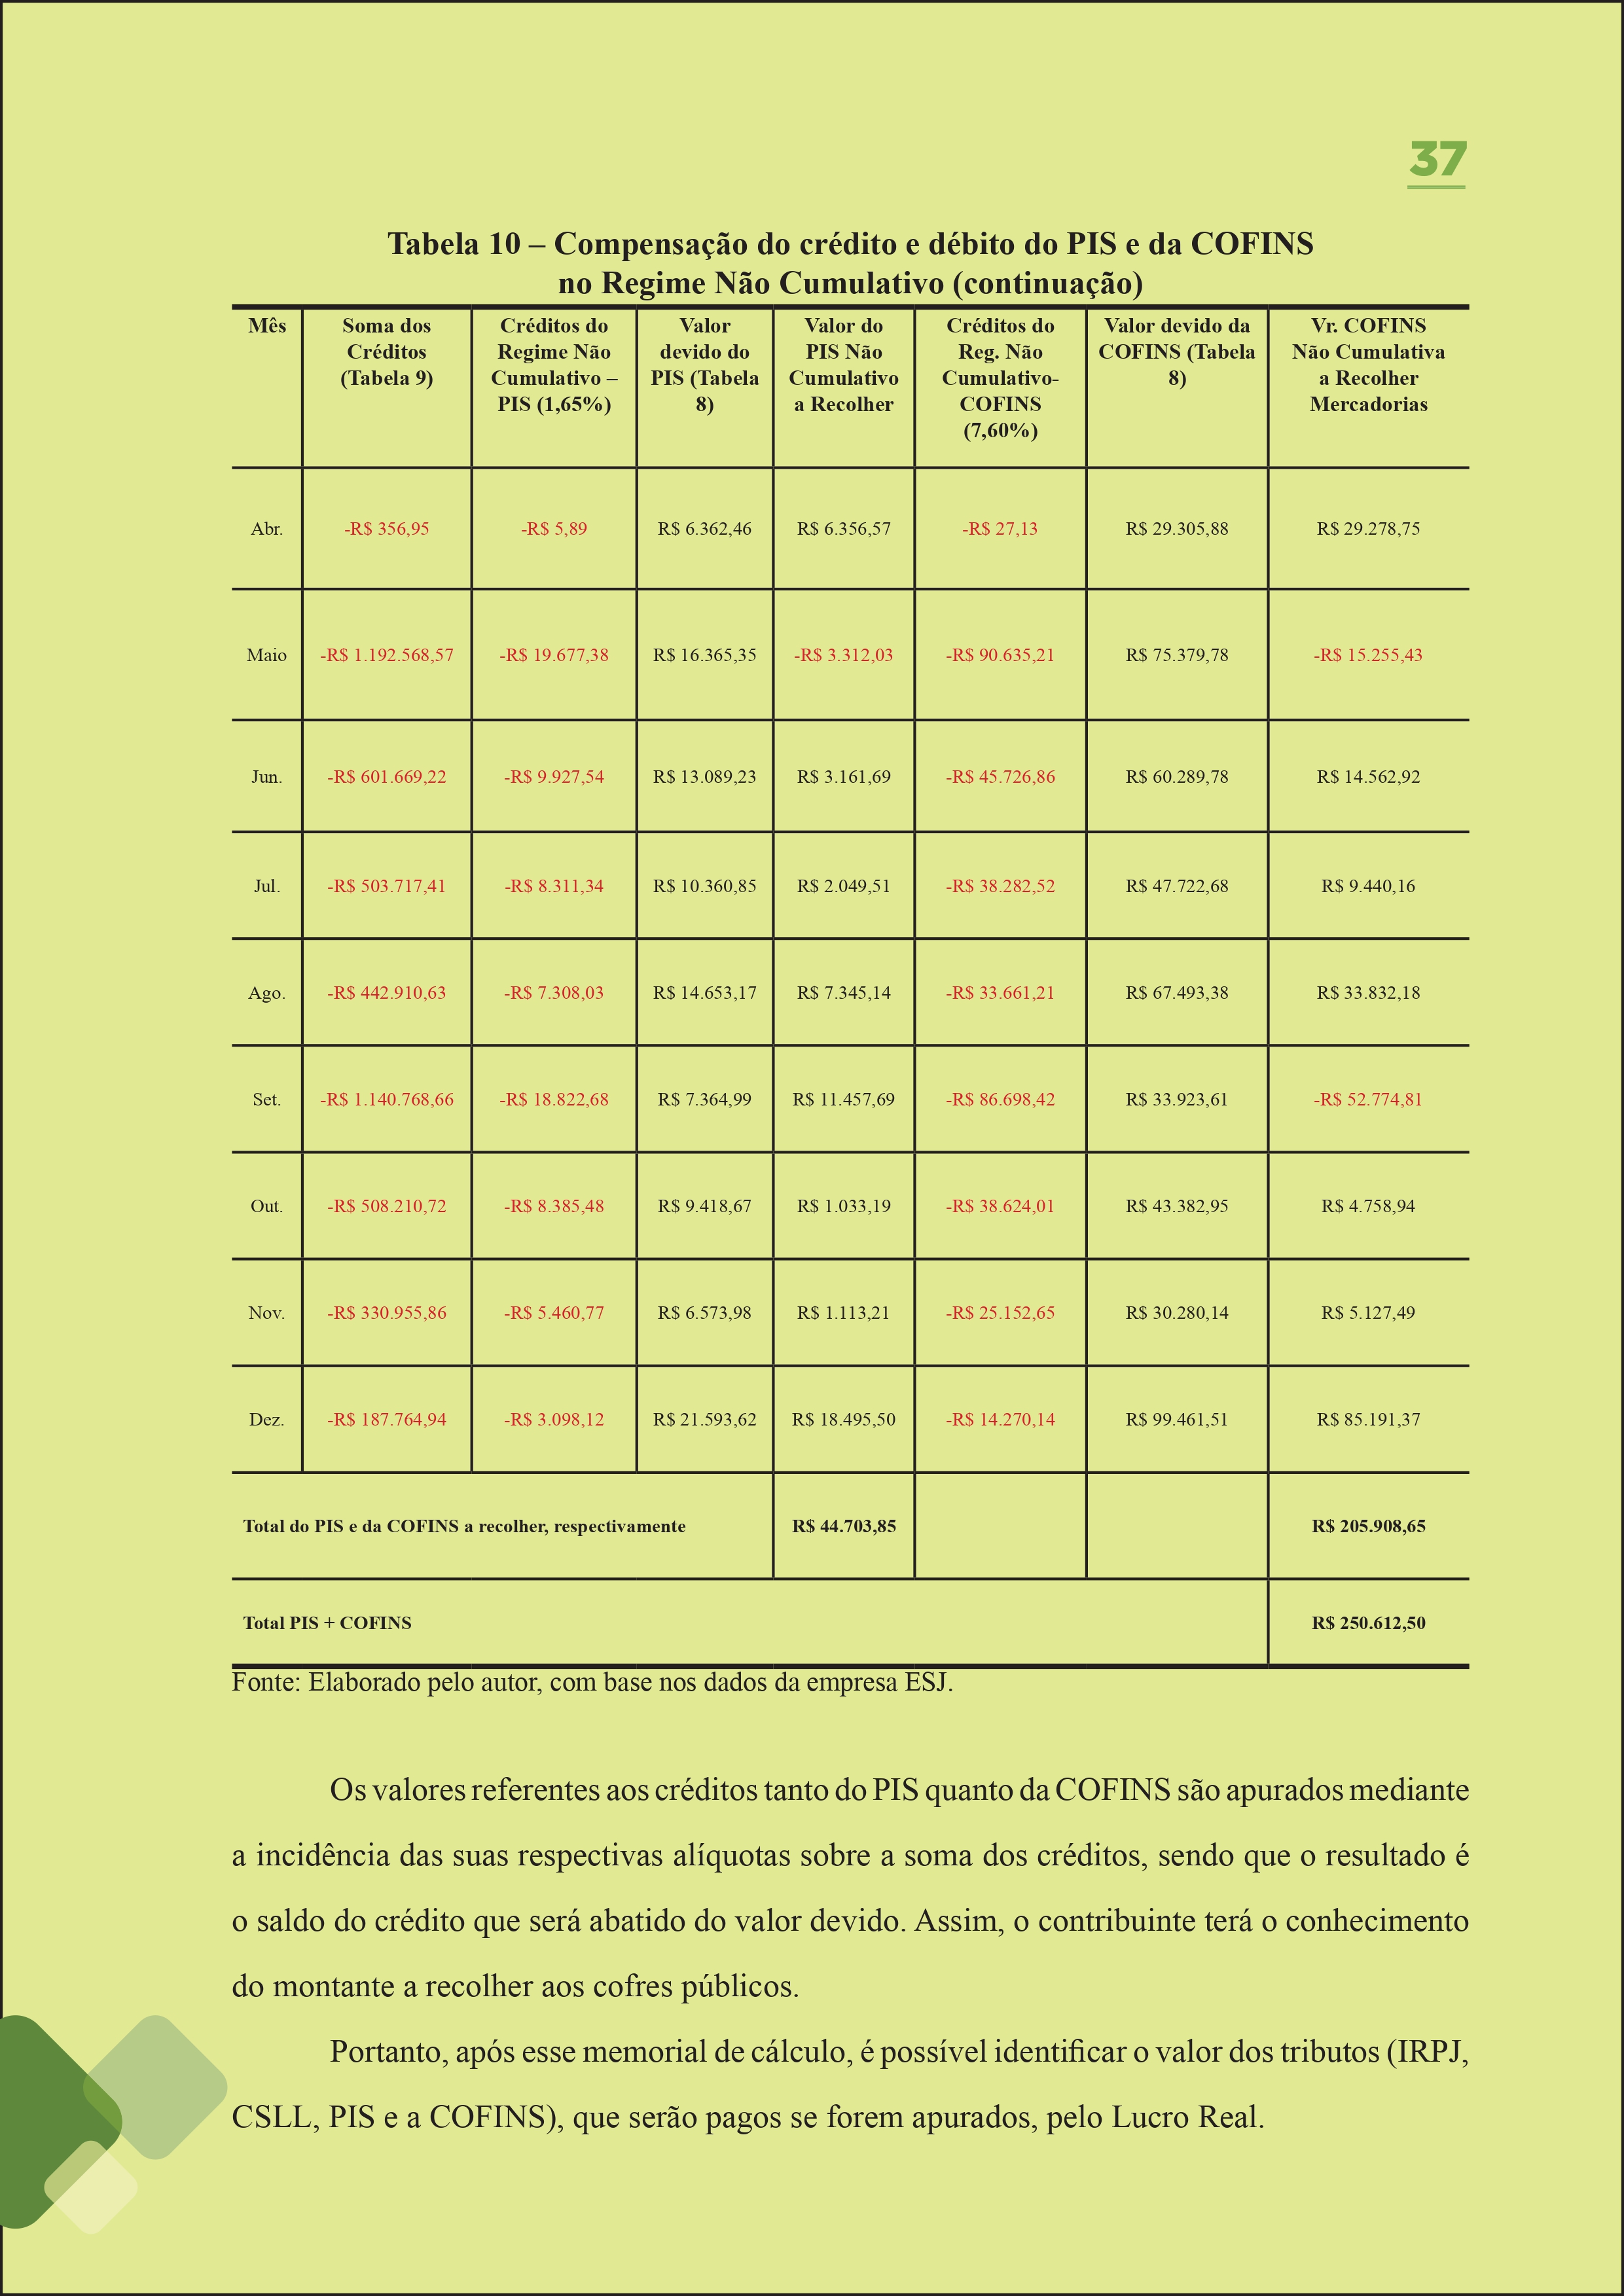 37
Tabela 10 – Compensação do crédito e débito do PIS e da COFINS
no Regime Não Cumulativo (continuação)
Mês
Soma dos
Créditos
(Tabela 9)
Créditos do
Regime Não
Cumulativo –
PIS (1,65%)
Valor
devido do
PIS (Tabela
8)
Valor do
PIS Não
Cumulativo
a Recolher
Créditos do
Reg. Não
Cumulativo-
COFINS
(7,60%)
Valor devido da
COFINS (Tabela
8)
Vr. COFINS
Não Cumulativa
a Recolher
Mercadorias
Abr. -R$ 356,95 -R$ 5,89 R$ 6.362,46 R$ 6.356,57 -R$ 27,13 R$ 29.305,88 R$ 29.278,75
Maio -R$ 1.192.568,57 -R$ 19.677,38 R$ 16.365,35 -R$ 3.312,03 -R$ 90.635,21 R$ 75.379,78 -R$ 15.255,43
Jun. -R$ 601.669,22 -R$ 9.927,54 R$ 13.089,23 R$ 3.161,69 -R$ 45.726,86 R$ 60.289,78 R$ 14.562,92
Jul. -R$ 503.717,41 -R$ 8.311,34 R$ 10.360,85 R$ 2.049,51 -R$ 38.282,52 R$ 47.722,68 R$ 9.440,16
Ago. -R$ 442.910,63 -R$ 7.308,03 R$ 14.653,17 R$ 7.345,14 -R$ 33.661,21 R$ 67.493,38 R$ 33.832,18
Set. -R$ 1.140.768,66 -R$ 18.822,68 R$ 7.364,99 R$ 11.457,69 -R$ 86.698,42 R$ 33.923,61 -R$ 52.774,81
Out. -R$ 508.210,72 -R$ 8.385,48 R$ 9.418,67 R$ 1.033,19 -R$ 38.624,01 R$ 43.382,95 R$ 4.758,94
Nov. -R$ 330.955,86 -R$ 5.460,77 R$ 6.573,98 R$ 1.113,21 -R$ 25.152,65 R$ 30.280,14 R$ 5.127,49
Dez. -R$ 187.764,94 -R$ 3.098,12 R$ 21.593,62 R$ 18.495,50 -R$ 14.270,14 R$ 99.461,51 R$ 85.191,37
Total do PIS e da COFINS a recolher, respectivamente R$ 44.703,85 R$ 205.908,65
Total PIS + COFINS R$ 250.612,50
Fonte: Elaborado pelo autor, com base nos dados da empresa ESJ.
Os valores referentes aos créditos tanto do PIS quanto da COFINS são apurados mediante
a incidência das suas respectivas alíquotas sobre a soma dos créditos, sendo que o resultado é
o saldo do crédito que será abatido do valor devido. Assim, o contribuinte terá o conhecimento
do montante a recolher aos cofres públicos.
Portanto, após esse memorial de cálculo, é possível identificar o valor dos tributos (IRPJ,
CSLL, PIS e a COFINS), que serão pagos se forem apurados, pelo Lucro Real.